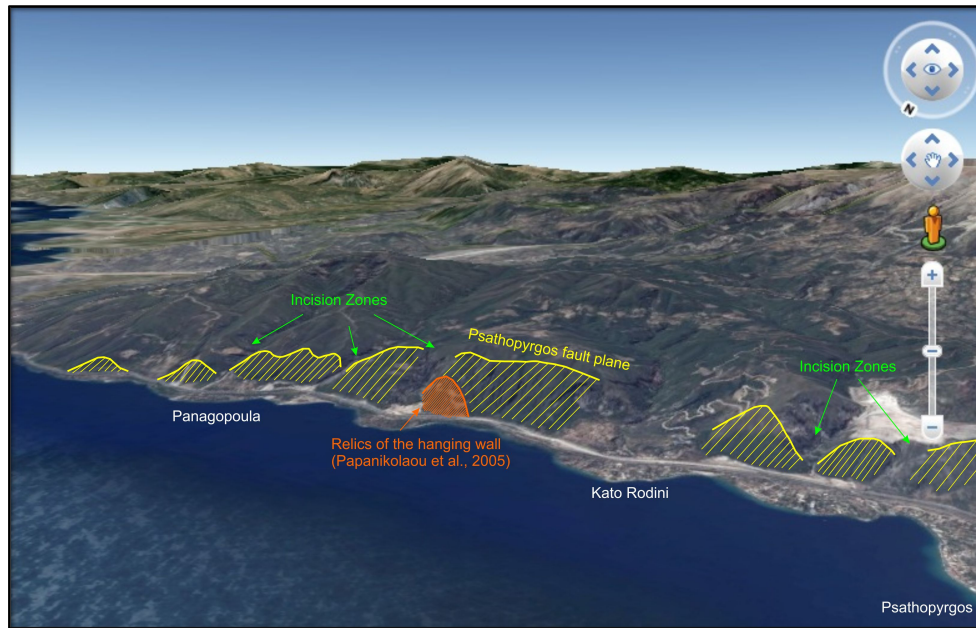 Incision Zones
Psathopyrgos fault plane
Incision Zones
Panagopoula
Relics of the hanging wall
(Papanikolaou et al., 2005)
Kato Rodini
Psathopyrgos
N